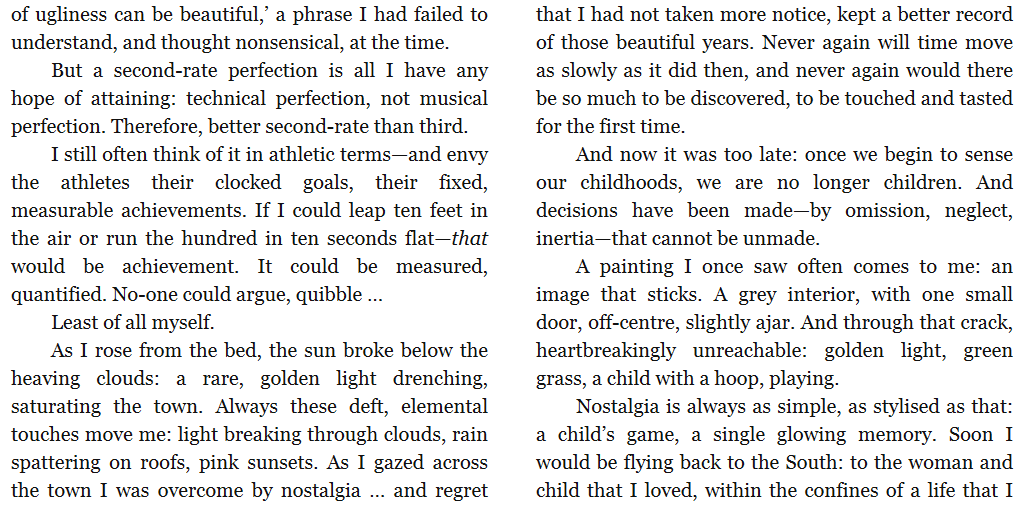 of ugliness can be beautiful,’ a phrase I had failed to
understand, and thought nonsensical, at the time.
But a second-rate perfection is all I have any
hope of attaining: technical perfection, not musical
perfection. Therefore, better second-rate than third.
I still often think of it in athletic terms—and envy
the athletes their clocked goals, their fixed,
measurable achievements. If I could leap ten feet in
the air or run the hundred in ten seconds flat—that
would be achievement. It could be measured,
quantified. No-one could argue, quibble ...
Least of all myself.
As I rose from the bed, the sun broke below the
heaving clouds: a rare, golden light drenching,
saturating the town. Always these deft, elemental
touches move me: light breaking through clouds, rain
spattering on roofs, pink sunsets. As I gazed across
the town I was overcome by nostalgia ... and regret
that I had not taken more notice, kept a better record
of those beautiful years. Never again will time move
as slowly as it did then, and never again would there
be so much to be discovered, to be touched and tasted
for the first time.
And now it was too late: once we begin to sense
our childhoods, we are no longer children. And
decisions have been made—by omission, neglect,
inertia—that cannot be unmade.
A painting I once saw often comes to me: an
image that sticks. A grey interior, with one small
door, off-centre, slightly ajar. And through that crack,
heartbreakingly unreachable: golden light, green
grass, a child with a hoop, playing.
Nostalgia is always as simple, as stylised as that:
a child’s game, a single glowing memory. Soon I
would be flying back to the South: to the woman and
child that I loved, within the confines of a life that I